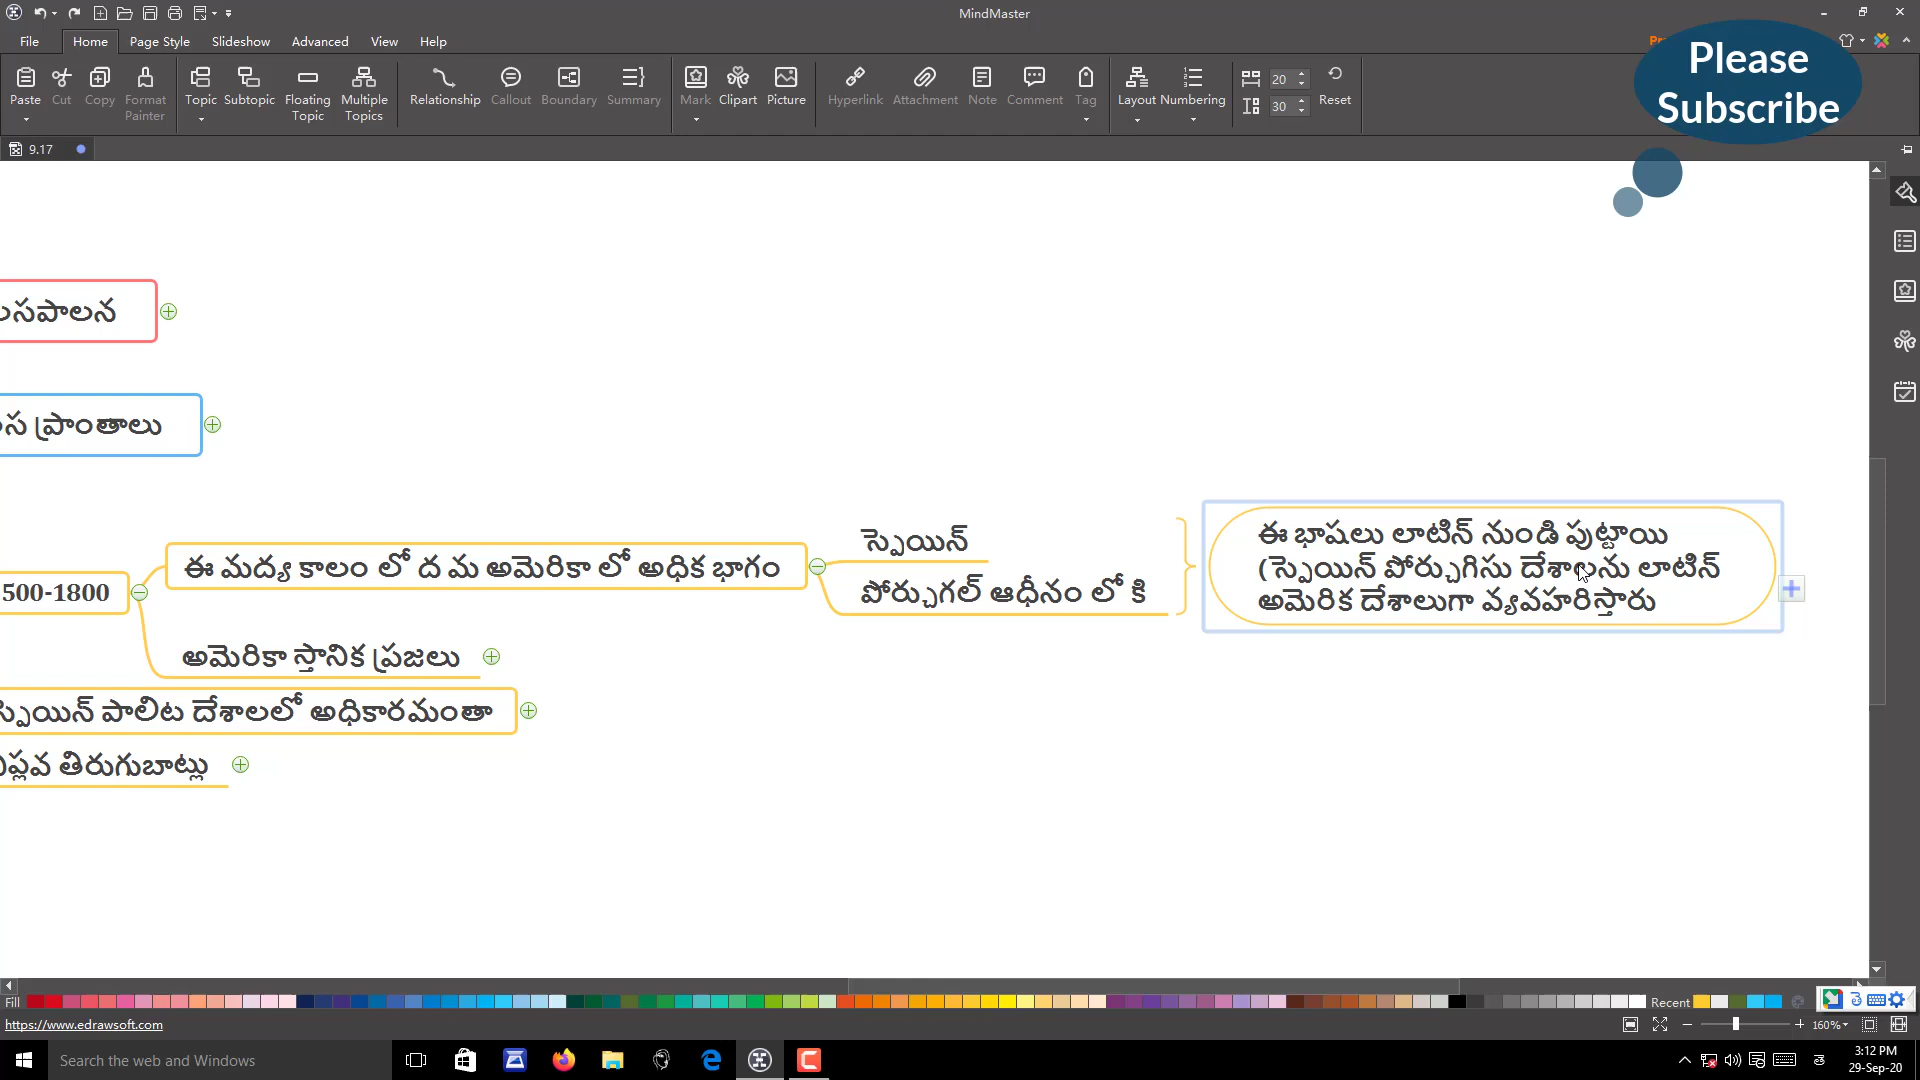 MindMaster
File Home Page Style Slideshow Advanced View Help
Please
Subscribe
Paste Cut Copy Format Painter Topic Subtopic Floating Topic Multiple Topics Relationship Callout Boundary Summary Mark Clipart Picture Hyperlink Attachment Note Comment Tag Layout Numbering 20 30 Reset
9.17
లసపాలన
స ప్రాంతాలు
500-1800
ఈ మద్య కాలం లో ద మ అమెరికా లో అధిక భాగం
స్పెయిన్
పోర్చుగల్ ఆధీనం లో కి
ఈ భాషలు లాటిన్ నుండి పుట్టాయి
(స్పెయిన్ పోర్చుగిసు దేశాలను లాటిన్
అమెరిక దేశాలుగా వ్యవహరిస్తారు
అమెరికా స్తానిక ప్రజలు
స్పెయిన్ పాలిట దేశాలలో అధికారమంతా
విప్లవ తిరుగుబాట్లు
Fill
Recent
తె
https://www.edrawsoft.com
160%
Search the web and Windows
3:12 PM
29-Sep-20